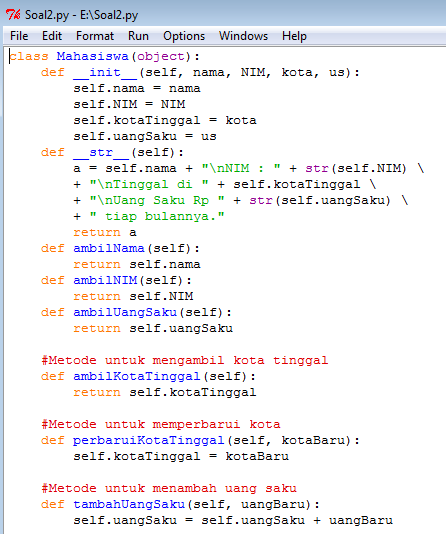 Soal2.py - E:\Soal2.py
File Edit Format Run Options Windows Help
class Mahasiswa(object):
    def __init__(self, nama, NIM, kota, us):
        self.nama = nama
        self.NIM = NIM
        self.kotaTinggal = kota
        self.uangSaku = us
    def __str__(self):
        a = self.nama + "\nNIM : " + str(self.NIM) \
        + "\nTinggal di " + self.kotaTinggal \
        + "\nUang Saku Rp " + str(self.uangSaku) \
        + " tiap bulannya."
        return a
    def ambilNama(self):
        return self.nama
    def ambilNIM(self):
        return self.NIM
    def ambilUangSaku(self):
        return self.uangSaku

    #Metode untuk mengambil kota tinggal
    def ambilKotaTinggal(self):
        return self.kotaTinggal

    #Metode untuk memperbarui kota
    def perbaruiKotaTinggal(self, kotaBaru):
        self.kotaTinggal = kotaBaru

    #Metode untuk menambah uang saku
    def tambahUangSaku(self, uangBaru):
        self.uangSaku = self.uangSaku + uangBaru